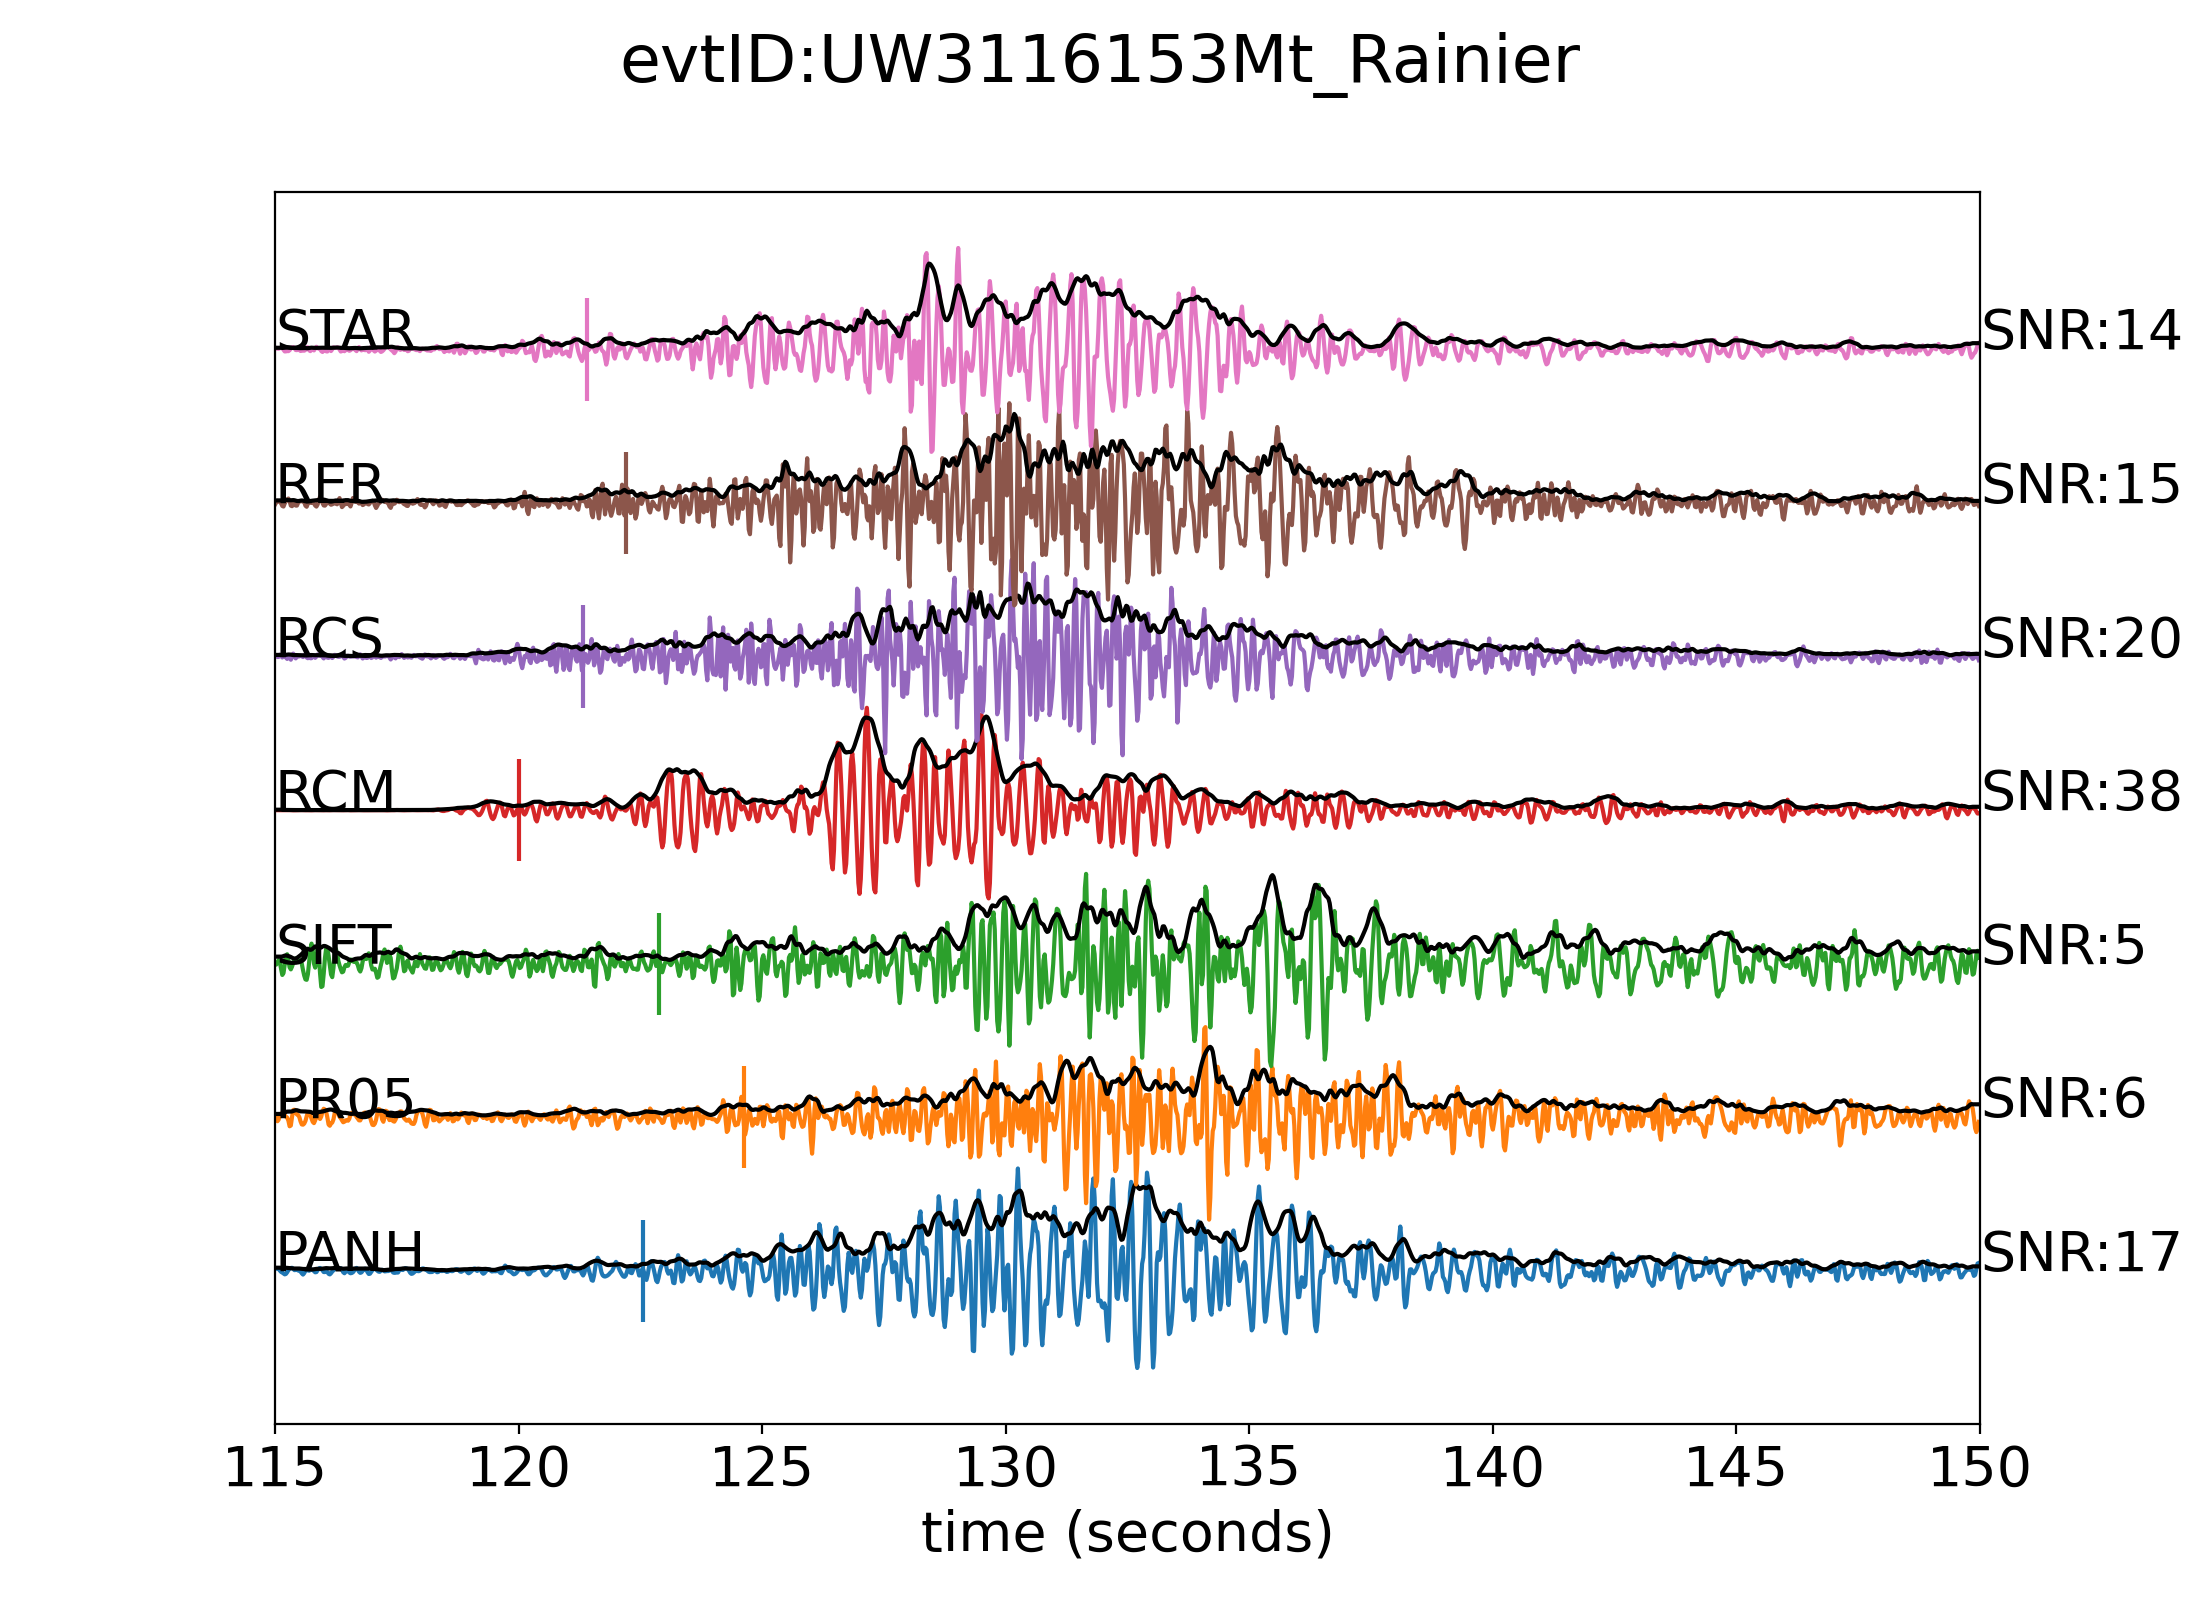 evtID:UW3116153Mt_Rainier
STAR SNR:14
RER SNR:15
RCS SNR:20
RCM SNR:38
SIFT SNR:5
PR05 SNR:6
PANH SNR:17
115 120 125 130 135 140 145 150
time (seconds)